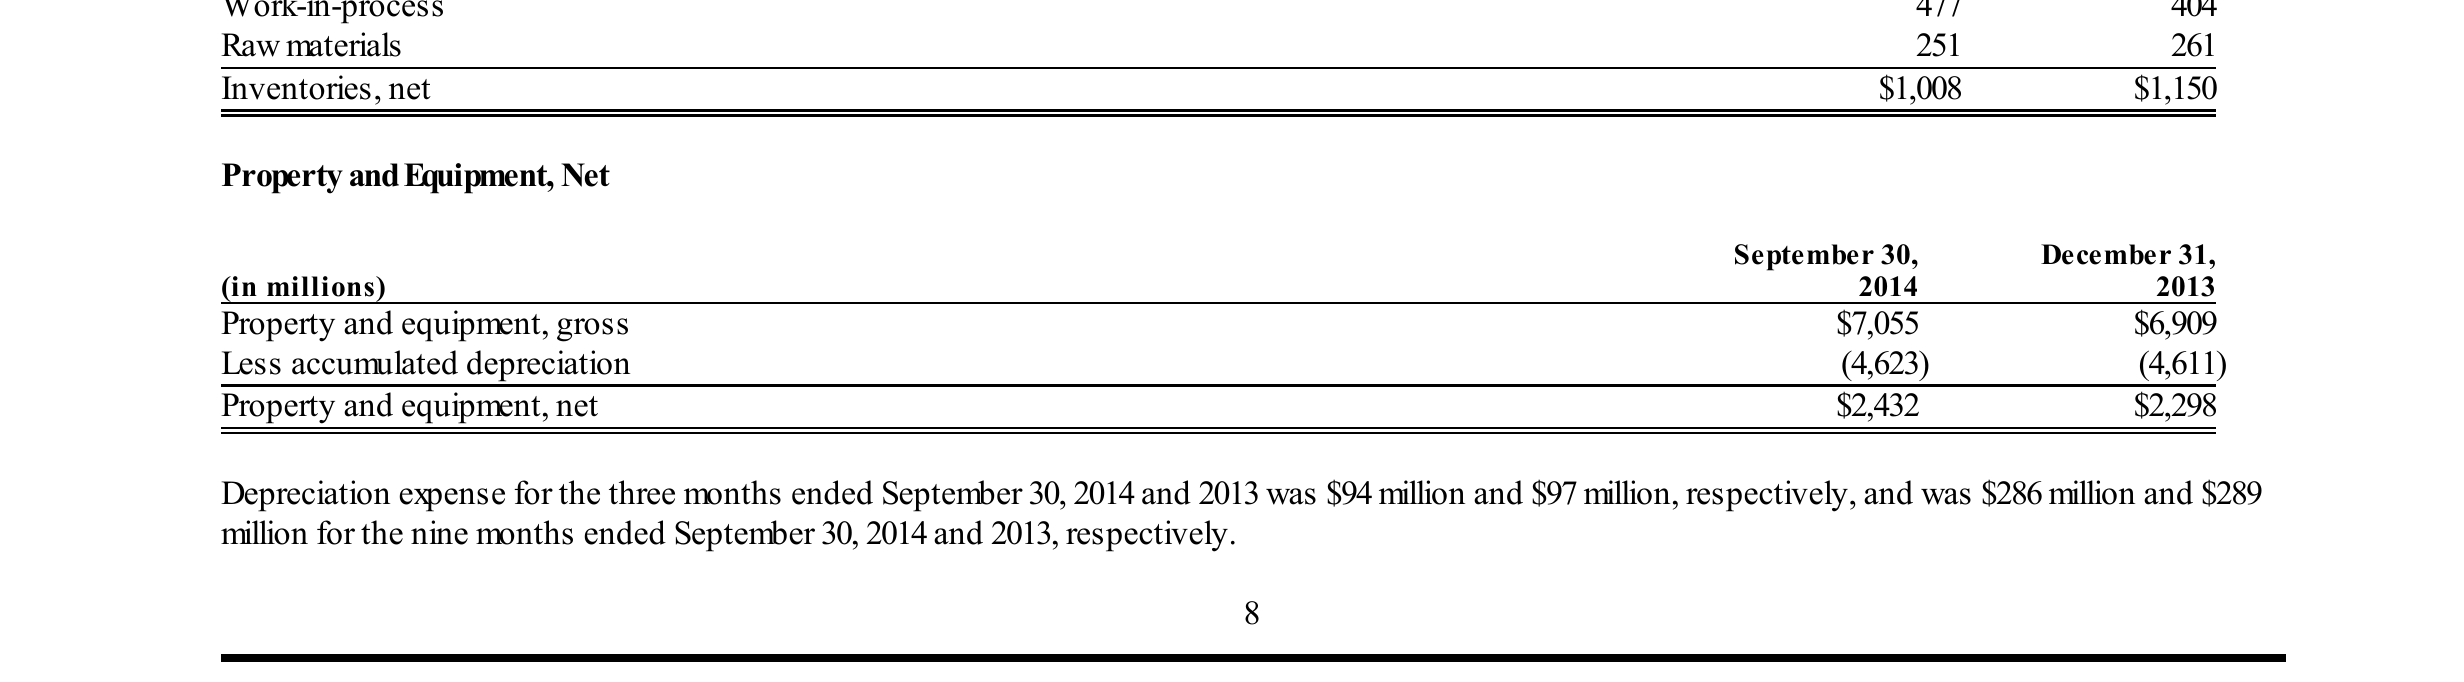 Work-in-process 477 404
Raw materials 251 261
Inventories, net $1,008 $1,150
Property and Equipment, Net
September 30, December 31,
(in millions) 2014 2013
Property and equipment, gross $7,055 $6,909
Less accumulated depreciation (4,623) (4,611)
Property and equipment, net $2,432 $2,298
Depreciation expense for the three months ended September 30, 2014 and 2013 was $94 million and $97 million, respectively, and was $286 million and $289
million for the nine months ended September 30, 2014 and 2013, respectively.
8